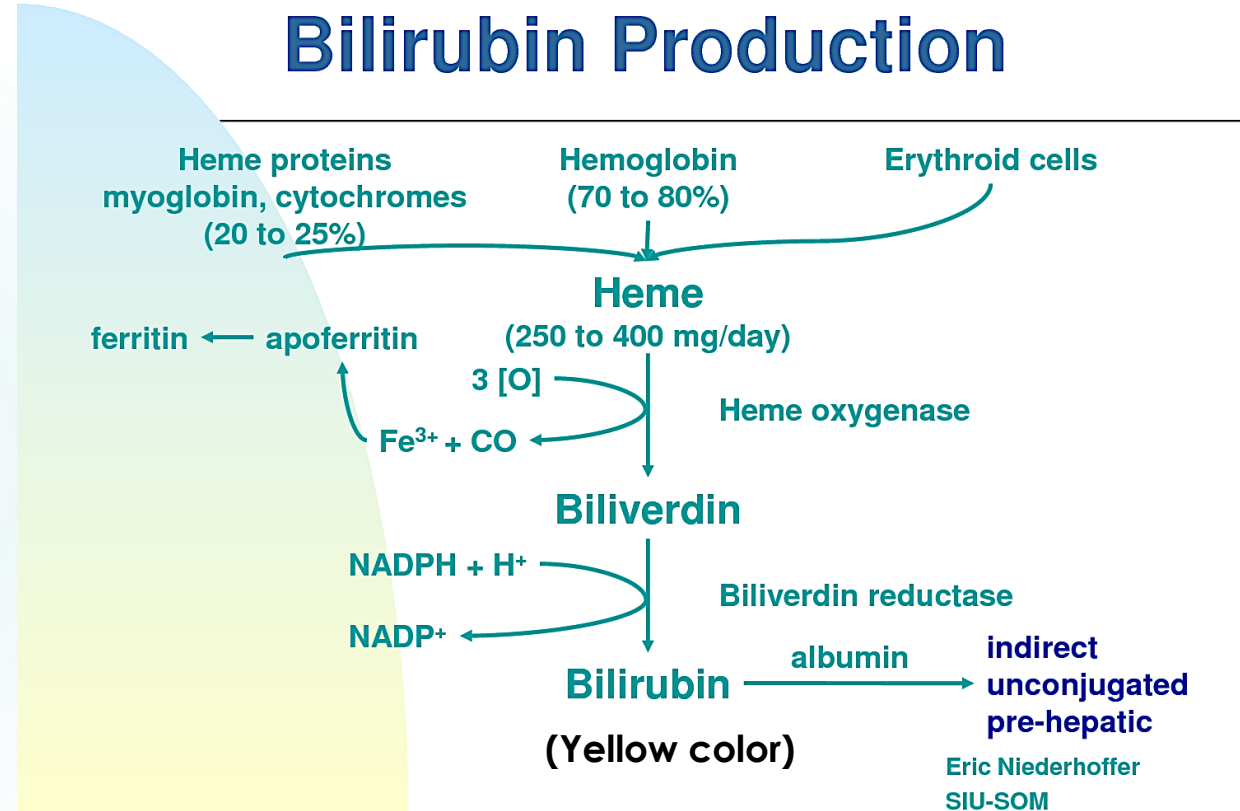 Bilirubin Production
Heme proteins
myoglobin, cytochromes
(20 to 25%)
Hemoglobin
(70 to 80%)
Erythroid cells
Heme
(250 to 400 mg/day)
ferritin
apoferritin
3 [O]
Heme oxygenase
Fe³⁺ + CO
Biliverdin
NADPH + H⁺
Biliverdin reductase
NADP⁺
Bilirubin
albumin
indirect
unconjugated
pre-hepatic
(Yellow color)
Eric Niederhoffer
SIU-SOM